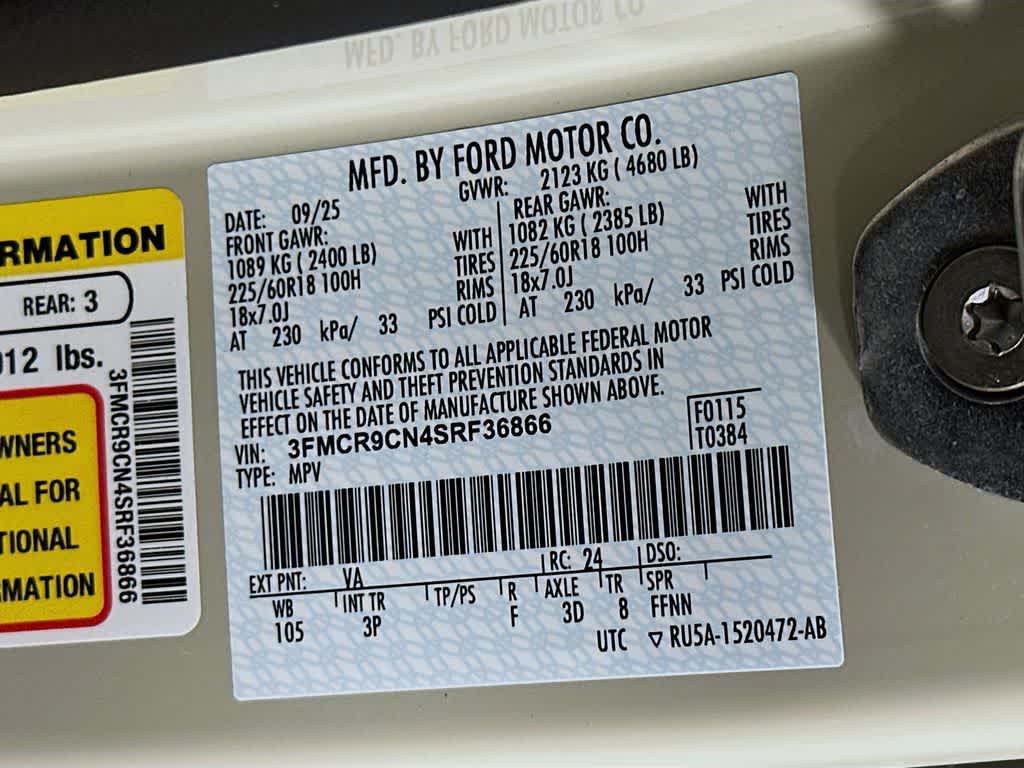 MFD. BY FORD MOTOR CO
MFD. BY FORD MOTOR CO.
GVWR: 2123 KG ( 4680 LB)
DATE: 09/25
FRONT GAWR:
1089 KG ( 2400 LB) WITH
225/60R18 100H TIRES
18x7.0J RIMS
AT 230 kPa/ 33 PSI COLD
REAR GAWR: WITH
1082 KG ( 2385 LB) TIRES
225/60R18 100H RIMS
18x7.0J
AT 230 kPa/ 33 PSI COLD
THIS VEHICLE CONFORMS TO ALL APPLICABLE FEDERAL MOTOR
VEHICLE SAFETY AND THEFT PREVENTION STANDARDS IN
EFFECT ON THE DATE OF MANUFACTURE SHOWN ABOVE.
VIN: 3FMCR9CN4SRF36866
TYPE: MPV
F0115
T0384
EXT PNT: VA RC: 24 DSO:
WB INT TR TP/PS R AXLE TR SPR
105 3P F 3D 8 FFNN
UTC ▽ RU5A-1520472-AB
RMATION
REAR: 3
012 lbs.
WNERS
AL FOR
TIONAL
RMATION
3FMCR9CN4SRF36866